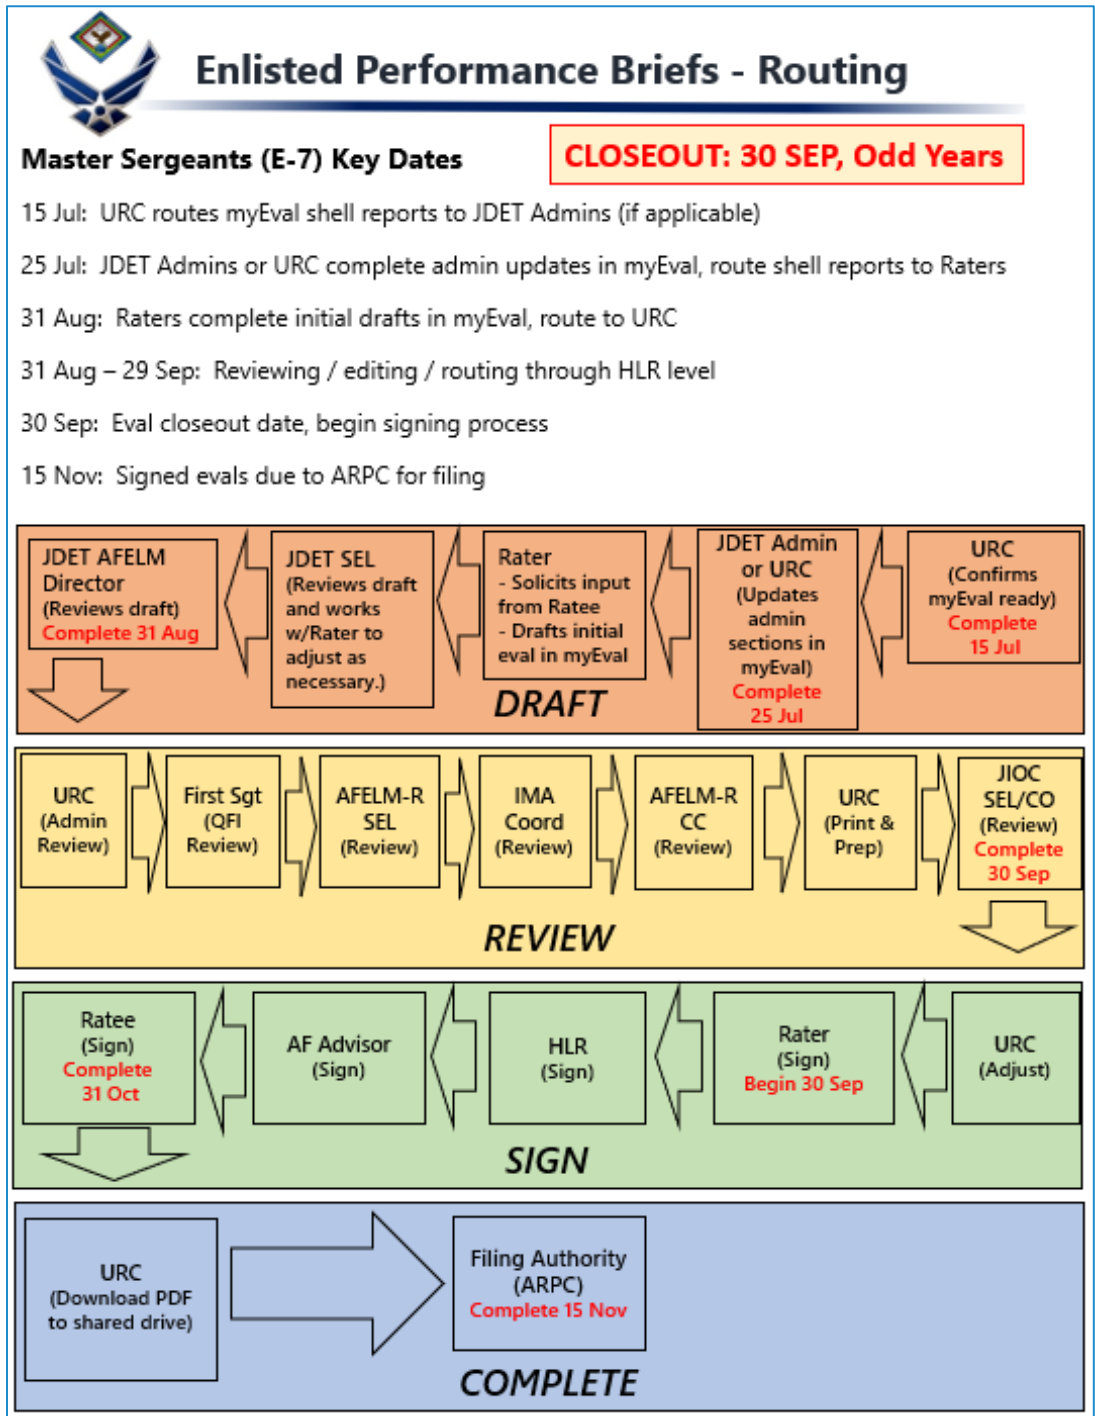 Enlisted Performance Briefs - Routing
Master Sergeants (E-7) Key Dates
CLOSEOUT: 30 SEP, Odd Years
15 Jul:  URC routes myEval shell reports to JDET Admins (if applicable)
25 Jul:  JDET Admins or URC complete admin updates in myEval, route shell reports to Raters
31 Aug:  Raters complete initial drafts in myEval, route to URC
31 Aug – 29 Sep:  Reviewing / editing / routing through HLR level
30 Sep:  Eval closeout date, begin signing process
15 Nov:  Signed evals due to ARPC for filing
URC
(Confirms
myEval ready)
Complete
15 Jul
JDET Admin
or URC
(Updates
admin
sections in
myEval)
Complete
25 Jul
Rater
- Solicits input
from Ratee
- Drafts initial
eval in myEval
JDET SEL
(Reviews draft
and works
w/Rater to
adjust as
necessary.)
JDET AFELM
Director
(Reviews draft)
Complete 31 Aug
DRAFT
URC
(Admin
Review)
First Sgt
(QFI
Review)
AFELM-R
SEL
(Review)
IMA
Coord
(Review)
AFELM-R
CC
(Review)
URC
(Print &
Prep)
JIOC
SEL/CO
(Review)
Complete
30 Sep
REVIEW
URC
(Adjust)
Rater
(Sign)
Begin 30 Sep
HLR
(Sign)
AF Advisor
(Sign)
Ratee
(Sign)
Complete
31 Oct
SIGN
URC
(Download PDF
to shared drive)
Filing Authority
(ARPC)
Complete 15 Nov
COMPLETE